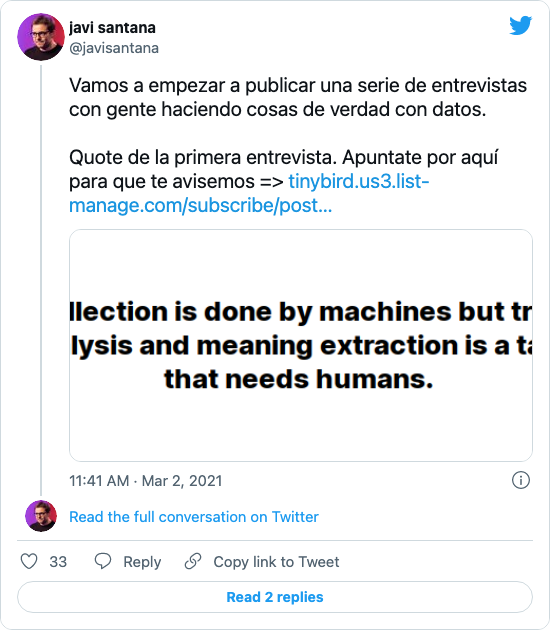 javi santana
@javisantana
Vamos a empezar a publicar una serie de entrevistas
con gente haciendo cosas de verdad con datos.
Quote de la primera entrevista. Apuntate por aquí
para que te avisemos => tinybird.us3.list-
manage.com/subscribe/post...
llection is done by machines but tr
lysis and meaning extraction is a ta
that needs humans.
11:41 AM · Mar 2, 2021
Read the full conversation on Twitter
33 Reply Copy link to Tweet
Read 2 replies